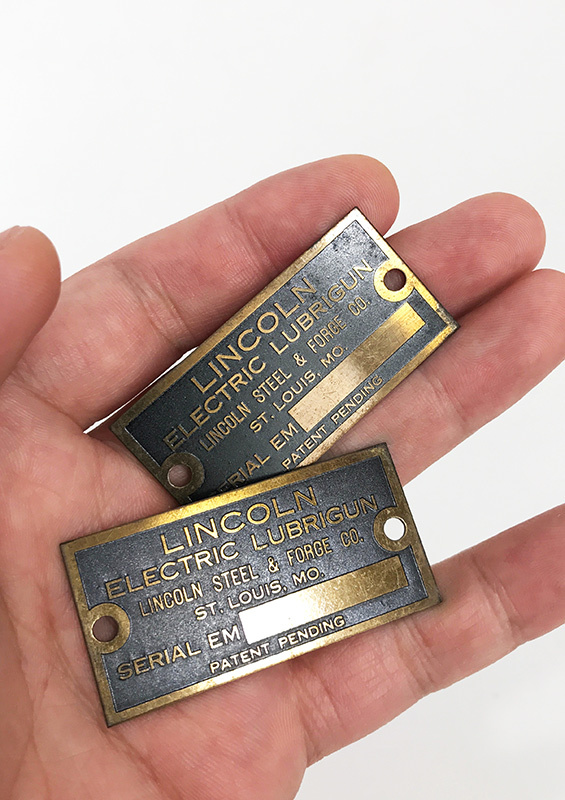 LINCOLN
ELECTRIC LUBRIGUN
LINCOLN STEEL & FORGE CO.
ST. LOUIS, MO.
SERIAL EM
PATENT PENDING
LINCOLN
ELECTRIC LUBRIGUN
LINCOLN STEEL & FORGE CO.
ST. LOUIS, MO.
SERIAL EM
PATENT PENDING